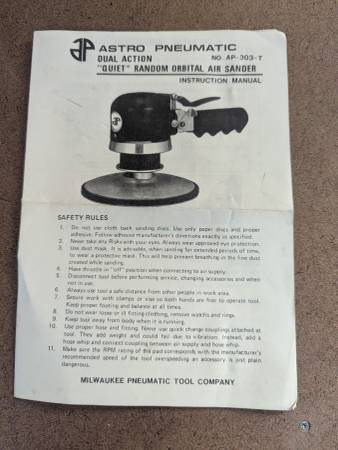 AP ASTRO PNEUMATIC
DUAL ACTION NO. AP-303-T
"QUIET" RANDOM ORBITAL AIR SANDER
INSTRUCTION MANUAL
SAFETY RULES
1. Do not use cloth back sanding discs. Use only paper discs and proper
adhesive. Follow adhesive manufacturer's directions exactly as specified.
2. Never take any Risks with your eyes. Always wear approved eye protection.
3. Use dust mask. It is advisable, when sanding for extended periods of time,
to wear a protective mask. This will help prevent breathing in the fine dust
created while sanding.
4. Have throttle in "off" position when connecting to air supply.
5. Disconnect tool before performing service, changing accessories and when
not in use.
6. Always use tool a safe distance from other people in work area.
7. Secure work with clamps or vise so both hands are free to operate tool.
Keep proper footing and balance at all times.
8. Do not wear loose or ill fitting clothing, remove watches and rings.
9. Keep tool away from body when it is running.
10. Use proper hose and fitting. Never use quick change couplings attached at
tool. They add weight and could fail due to vibration. Instead, add a
hose whip and connect coupling between air supply and hose whip.
11. Make sure the RPM rating of the pad corresponds with the manufacturer's
recommended speed of the tool overspeeding an accessory is just plain
dangerous.
MILWAUKEE PNEUMATIC TOOL COMPANY